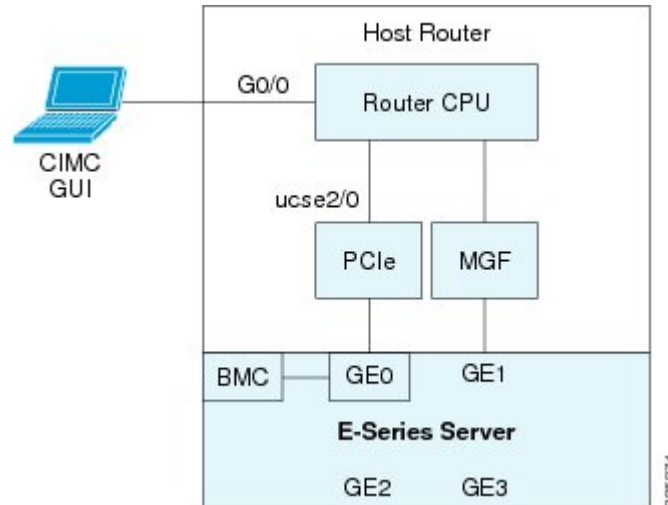 Host Router
G0/0
Router CPU
CIMC
GUI
ucse2/0
PCIe
MGF
BMC
GE0
GE1
E-Series Server
GE2
GE3